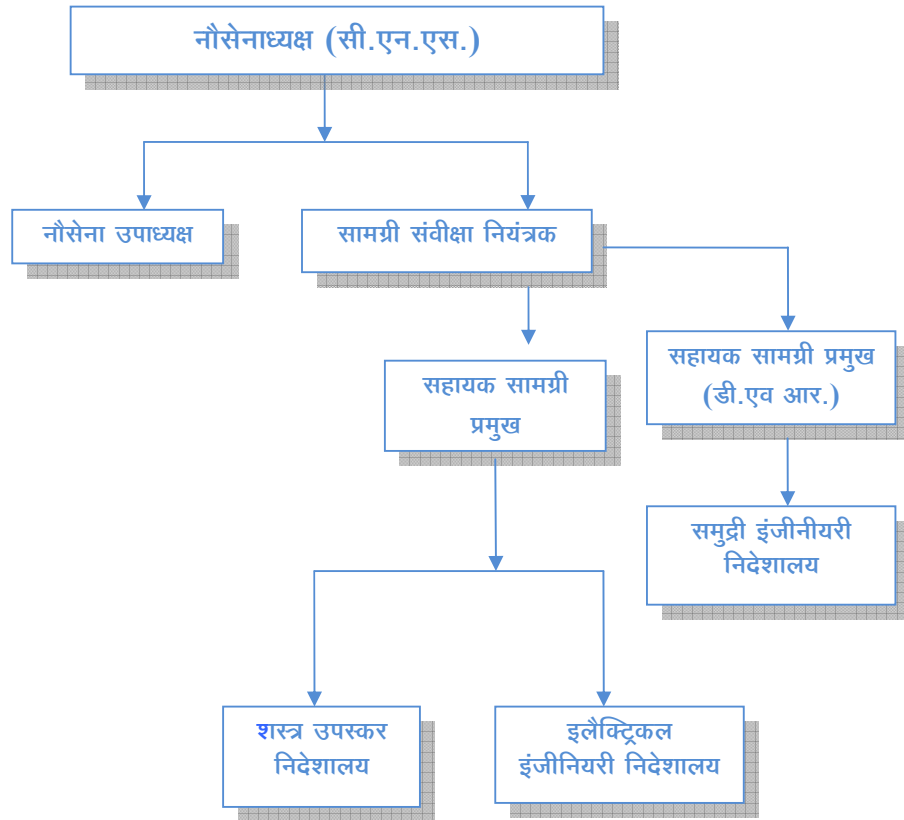 नौसेनाध्यक्ष (सी.एन.एस.)
नौसेना उपाध्यक्ष
सामग्री संवीक्षा नियंत्रक
सहायक सामग्री
प्रमुख
सहायक सामग्री प्रमुख
(डी.एव आर.)
समुद्री इंजीनीयरी
निदेशालय
शस्त्र उपस्कर
निदेशालय
इलैक्ट्रिकल
इंजीनियरी निदेशालय